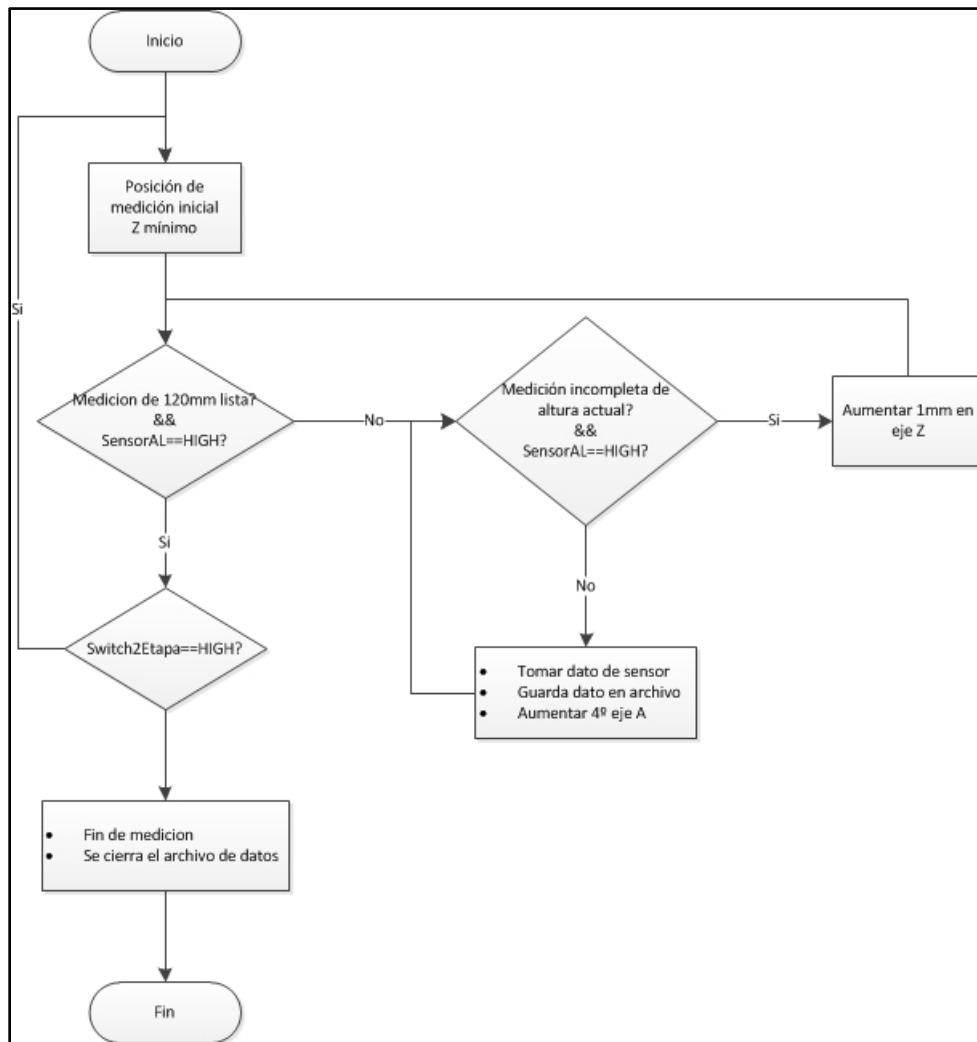 Inicio
Posición de
medición inicial
Z mínimo
Si
Medicion de 120mm lista?
&&
SensorAL==HIGH?
No
Medición incompleta de
altura actual?
&&
SensorAL==HIGH?
Si
Aumentar 1mm en
eje Z
Si
No
Switch2Etapa==HIGH?
• Tomar dato de sensor
• Guarda dato en archivo
• Aumentar 4º eje A
• Fin de medicion
• Se cierra el archivo de datos
Fin